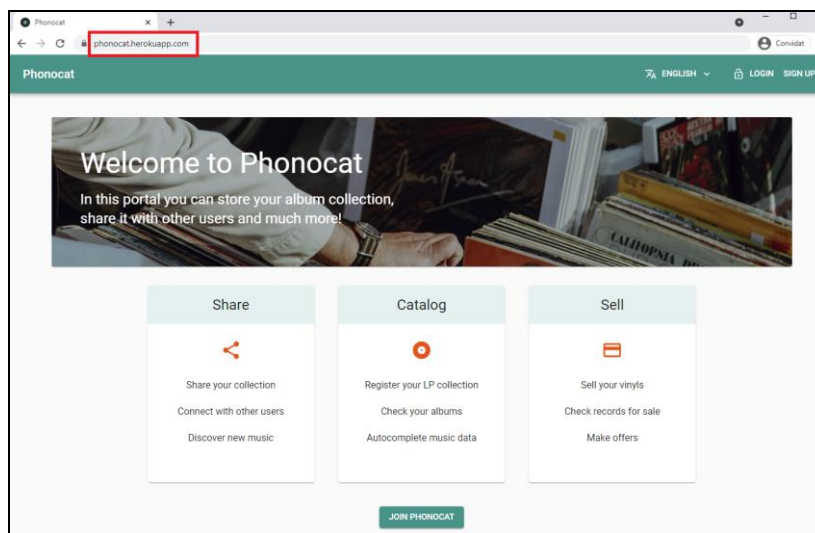 Phonocat
phonocat.herokuapp.com
Convidat
Phonocat
ENGLISH
LOGIN SIGN UP
Welcome to Phonocat
In this portal you can store your album collection,
share it with other users and much more!
CALIFORNIA
Share
Catalog
Sell
Share your collection
Connect with other users
Discover new music
Register your LP collection
Check your albums
Autocomplete music data
Sell your vinyls
Check records for sale
Make offers
JOIN PHONOCAT